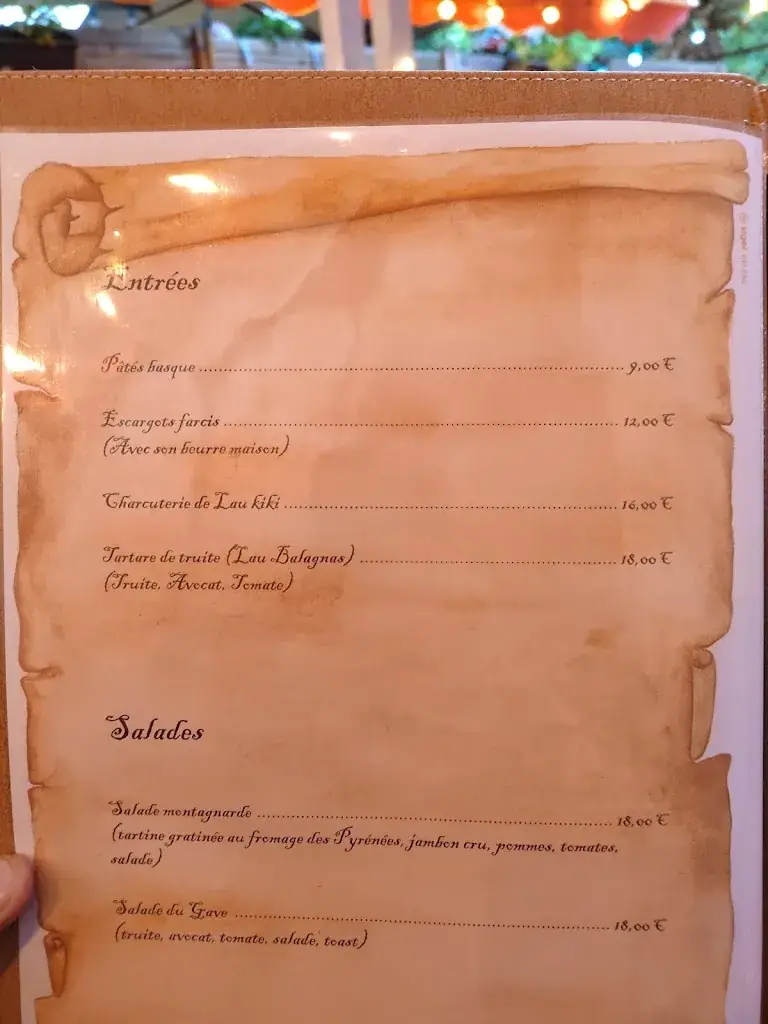 Entrées
Pâtés basque ........ 9,00 €
Escargots farcis ........ 12,00 €
(Avec son beurre maison)
Charcuterie de Lau kiki ........ 16,00 €
Tartare de truite (Lau Balagnas) ........ 18,00 €
(Truite, Avocat, Tomate)
Salades
Salade montagnarde ........ 18,00 €
(tartine gratinée au fromage des Pyrénées, jambon cru, pommes, tomates,
salade)
Salade du Gave ........ 18,00 €
(truite, avocat, tomate, salade, toast)